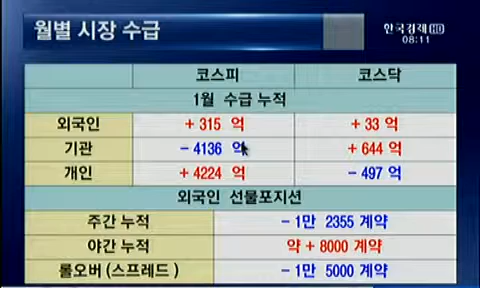 월별 시장 수급
한국경제 HD
08:11
코스피 코스닥
1월 수급 누적
외국인 + 315 억 + 33 억
기관 - 4136 억 + 644 억
개인 + 4224 억 - 497 억
외국인 선물포지션
주간 누적 - 1만 2355 계약
야간 누적 약 + 8000 계약
롤오버 (스프레드 ) - 1만 5000 계약